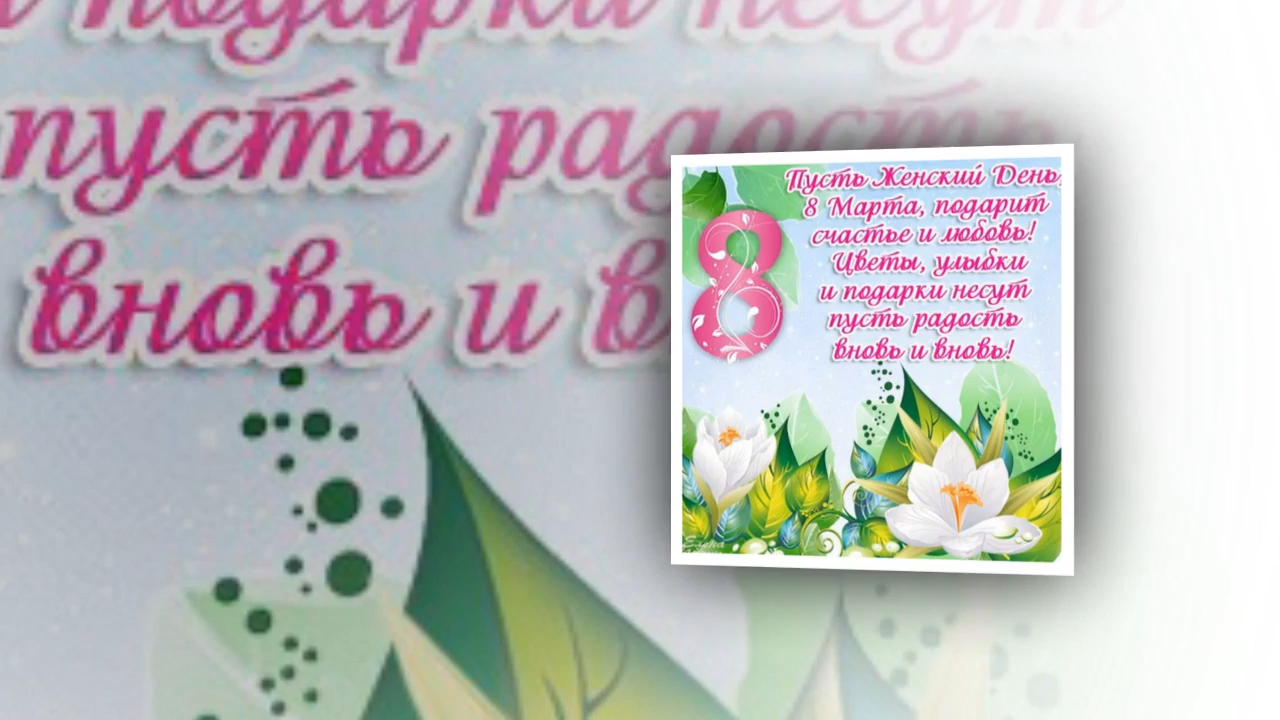 и подарки несут
пусть радость
вновь и в
Пусть Женский День,
8 Марта, подарит
счастье и любовь!
Цветы, улыбки
и подарки несут
пусть радость
вновь и вновь!
8